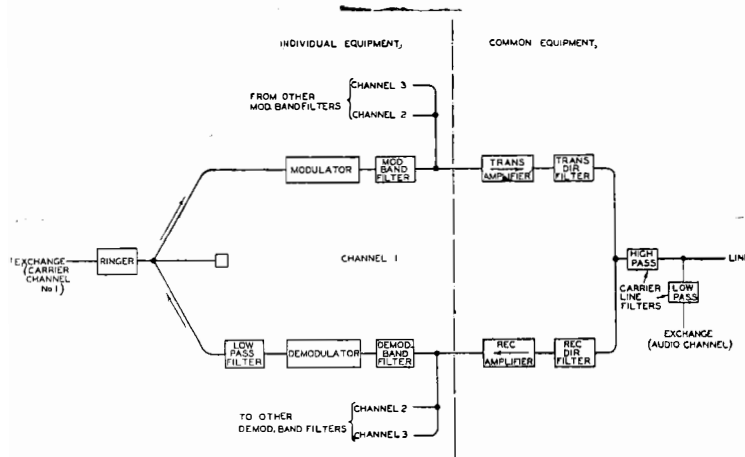 INDIVIDUAL EQUIPMENT,
COMMON EQUIPMENT,
CHANNEL 3
FROM OTHER
MOD. BANDFILTERS
CHANNEL 2
MODULATOR
MOD
BAND
FILTER
TRANS
AMPLIFIER
TRANS
DIR
FILTER
EXCHANGE
(CARRIER
CHANNEL
No 1)
RINGER
CHANNEL 1
HIGH
PASS
LINE
CARRIER
LINE
FILTERS
LOW
PASS
EXCHANGE
(AUDIO CHANNEL)
LOW
PASS
FILTER
DEMODULATOR
DEMOD.
BAND
FILTER
REC
AMPLIFIER
REC
DIR
FILTER
CHANNEL 2
TO OTHER
DEMOD. BAND FILTERS
CHANNEL 3